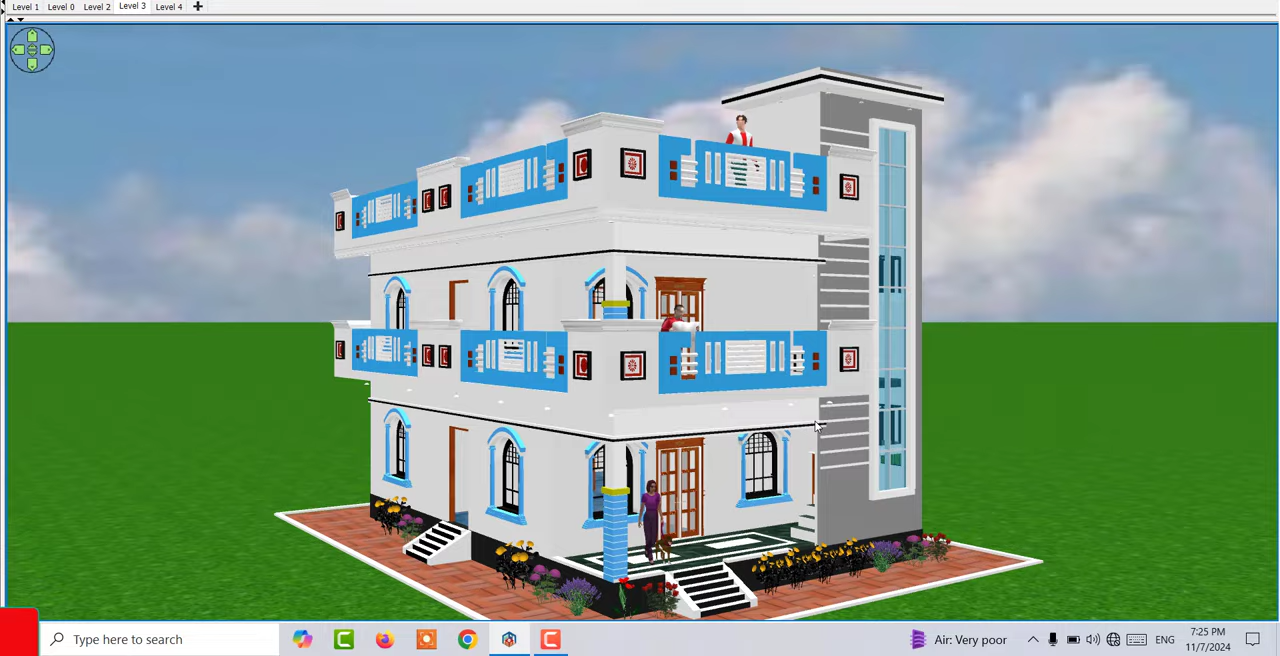 Level 1 Level 0 Level 2 Level 3 Level 4
Type here to search
Air: Very poor
ENG
7:25 PM
11/7/2024